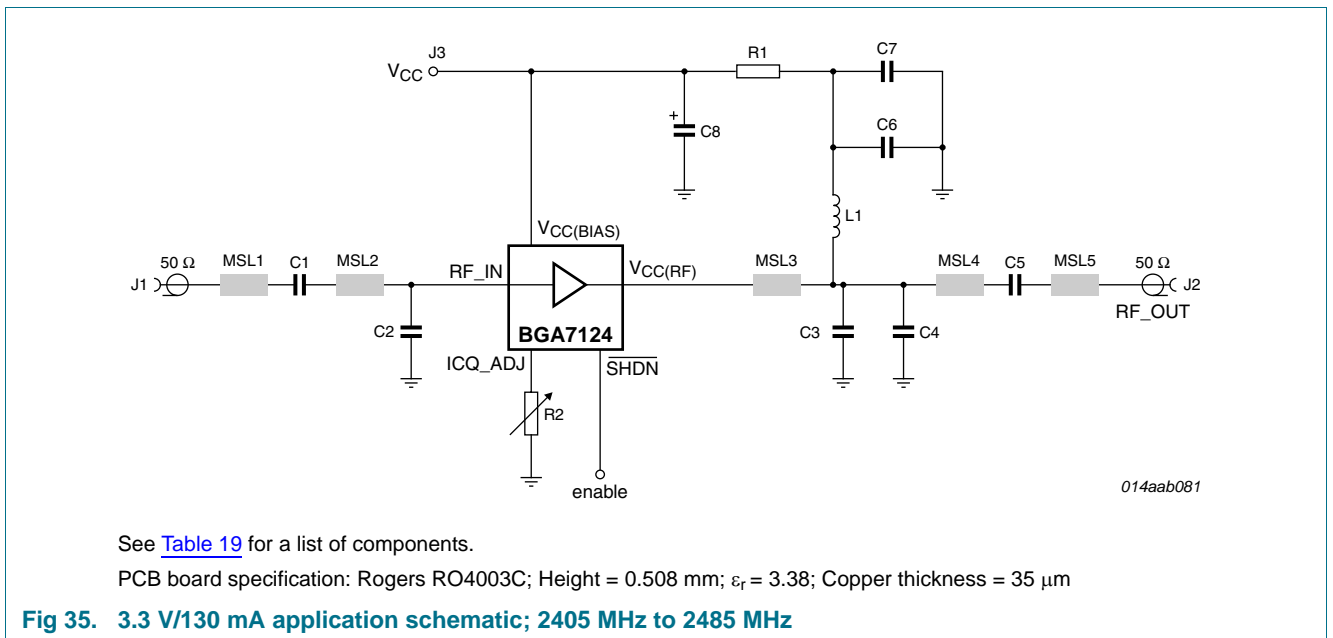 J3
R1
C7
VCC
C6
+
C8
L1
VCC(BIAS)
50 Ω
MSL1
C1
MSL2
RF_IN
VCC(RF)
MSL3
MSL4
C5
MSL5
50 Ω
J1
J2
RF_OUT
C2
BGA7124
C3
C4
ICQ_ADJ
SHDN
R2
enable
014aab081
See Table 19 for a list of components.
PCB board specification: Rogers RO4003C; Height = 0.508 mm; εr = 3.38; Copper thickness = 35 μm
Fig 35. 3.3 V/130 mA application schematic; 2405 MHz to 2485 MHz